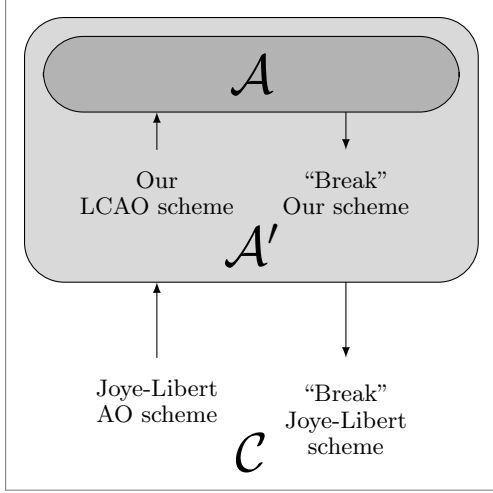 𝒜
Our
LCAO scheme
“Break”
Our scheme
𝒜′
Joye-Libert
AO scheme
“Break”
Joye-Libert
scheme
𝒞